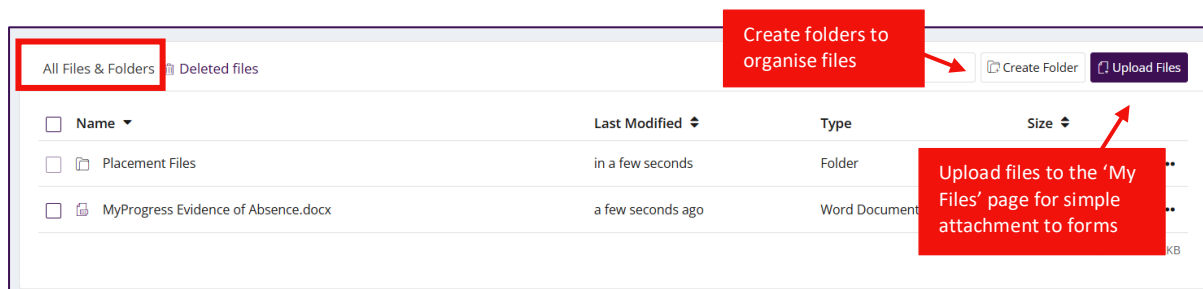 Create folders to
organise files
All Files & Folders Deleted files
Create Folder Upload Files
Name Last Modified Type Size
Placement Files in a few seconds Folder
MyProgress Evidence of Absence.docx a few seconds ago Word Document
Upload files to the ‘My
Files’ page for simple
attachment to forms
KB